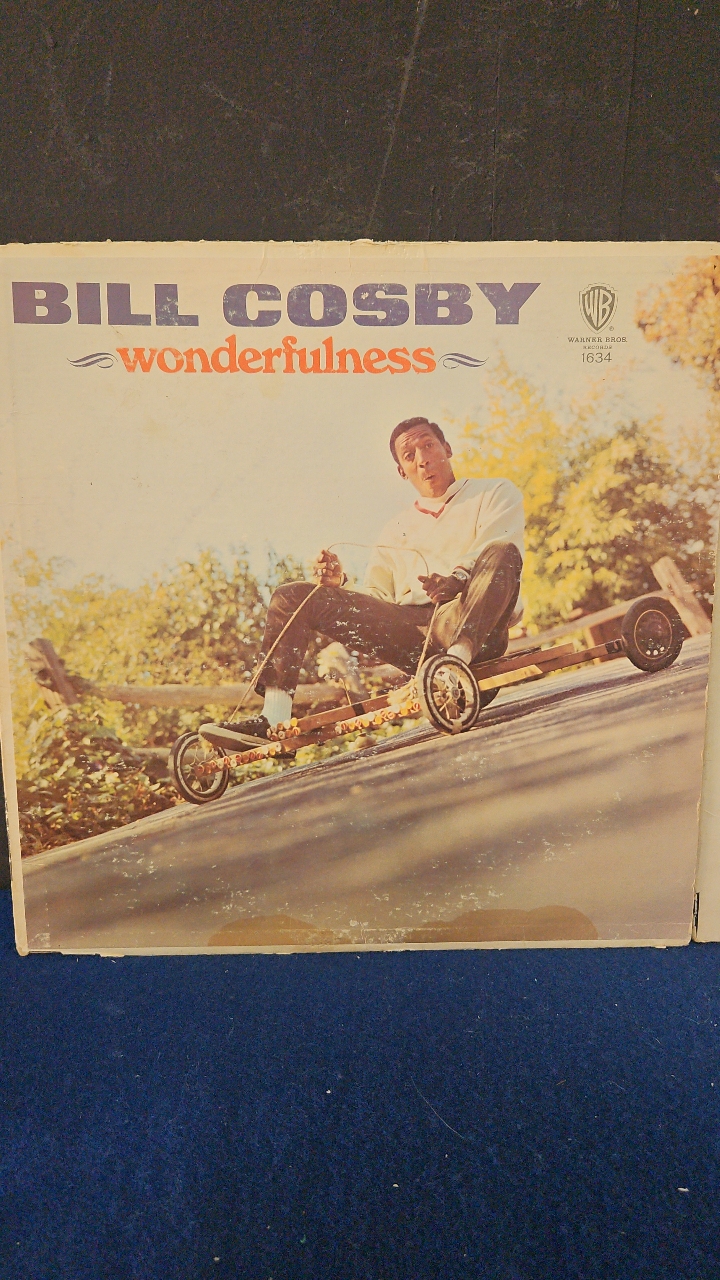 BILL COSBY
wonderfulness
WB
®
WARNER BROS.
RECORDS
1634